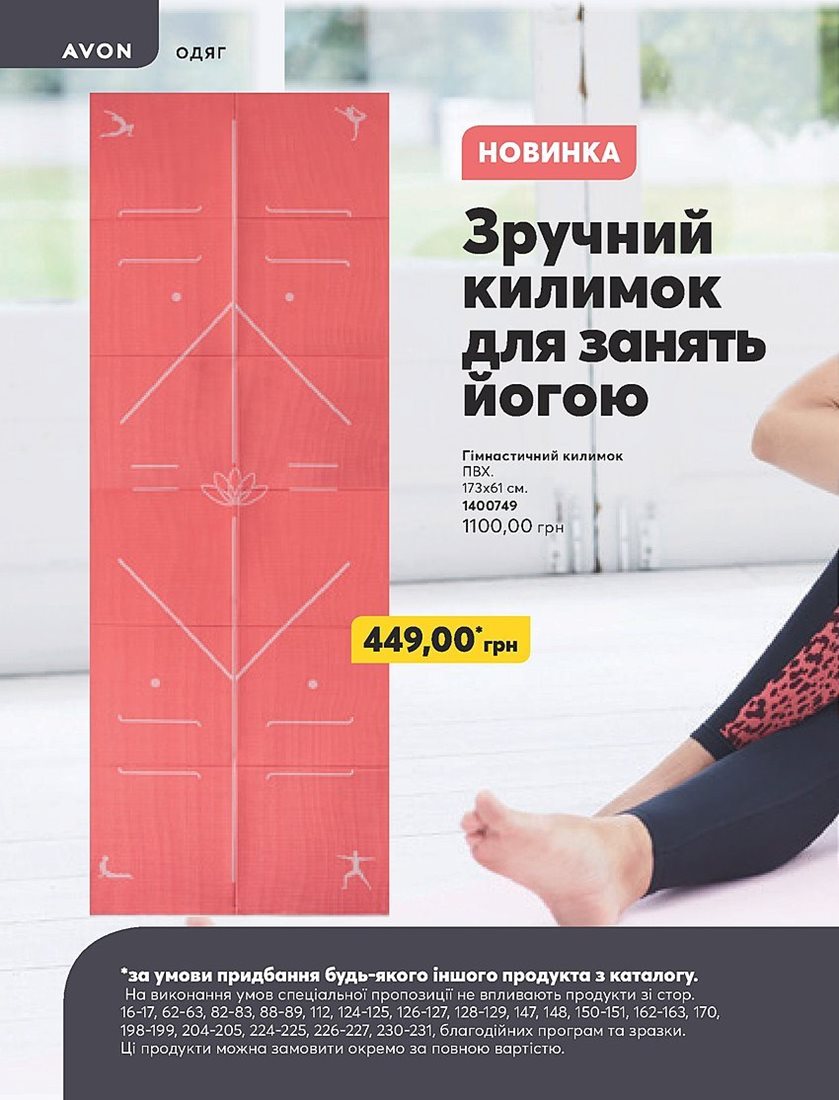 AVON ОДЯГ
НОВИНКА
Зручний
килимок
для занять
йогою
Гімнастичний килимок
ПВХ.
173х61 см.
1400749
1100,00 грн
449,00* грн
*за умови придбання будь-якого іншого продукта з каталогу.
На виконання умов спеціальної пропозиції не впливають продукти зі стор.
16-17, 62-63, 82-83, 88-89, 112, 124-125, 126-127, 128-129, 147, 148, 150-151, 162-163, 170,
198-199, 204-205, 224-225, 226-227, 230-231, благодійних програм та зразки.
Ці продукти можна замовити окремо за повною вартістю.